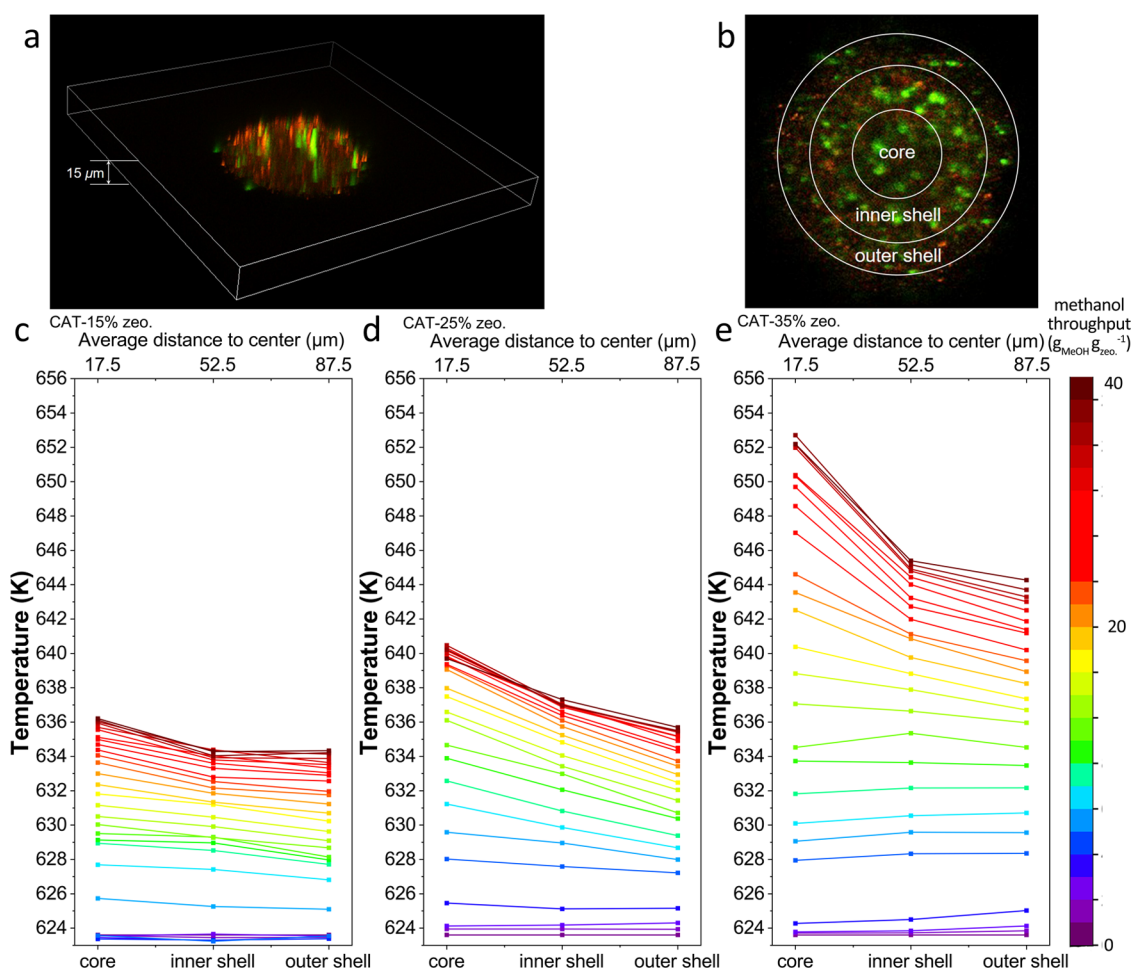 a
15 µm
b
core
inner shell
outer shell
c
CAT-15% zeo.
Average distance to center (µm)
17.5 52.5 87.5
656
654
652
650
648
646
644
642
640
638
636
634
632
630
628
626
624
Temperature (K)
core inner shell outer shell
d
CAT-25% zeo.
Average distance to center (µm)
17.5 52.5 87.5
656
654
652
650
648
646
644
642
640
638
636
634
632
630
628
626
624
Temperature (K)
core inner shell outer shell
e
CAT-35% zeo.
Average distance to center (µm)
17.5 52.5 87.5
656
654
652
650
648
646
644
642
640
638
636
634
632
630
628
626
624
Temperature (K)
core inner shell outer shell
methanol
throughput
(gMeOH gzeo.⁻¹)
40
20
0